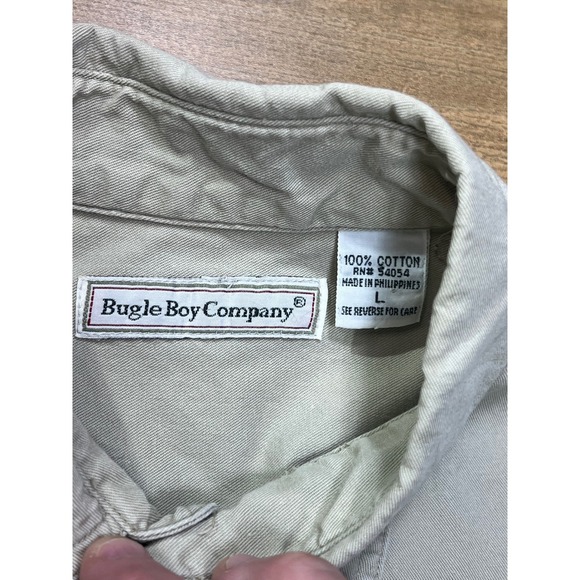 Bugle Boy Company®
100% COTTON
RN# 54054
MADE IN PHILIPPINES
L
SEE REVERSE FOR CARE